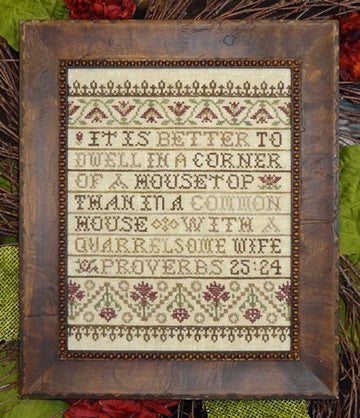 IT IS BETTER TO
DWELL IN A CORNER
OF A HOUSETOP
THAN IN A COMMON
HOUSE WITH A
QUARRELSOME WIFE
PROVERBS 25:24